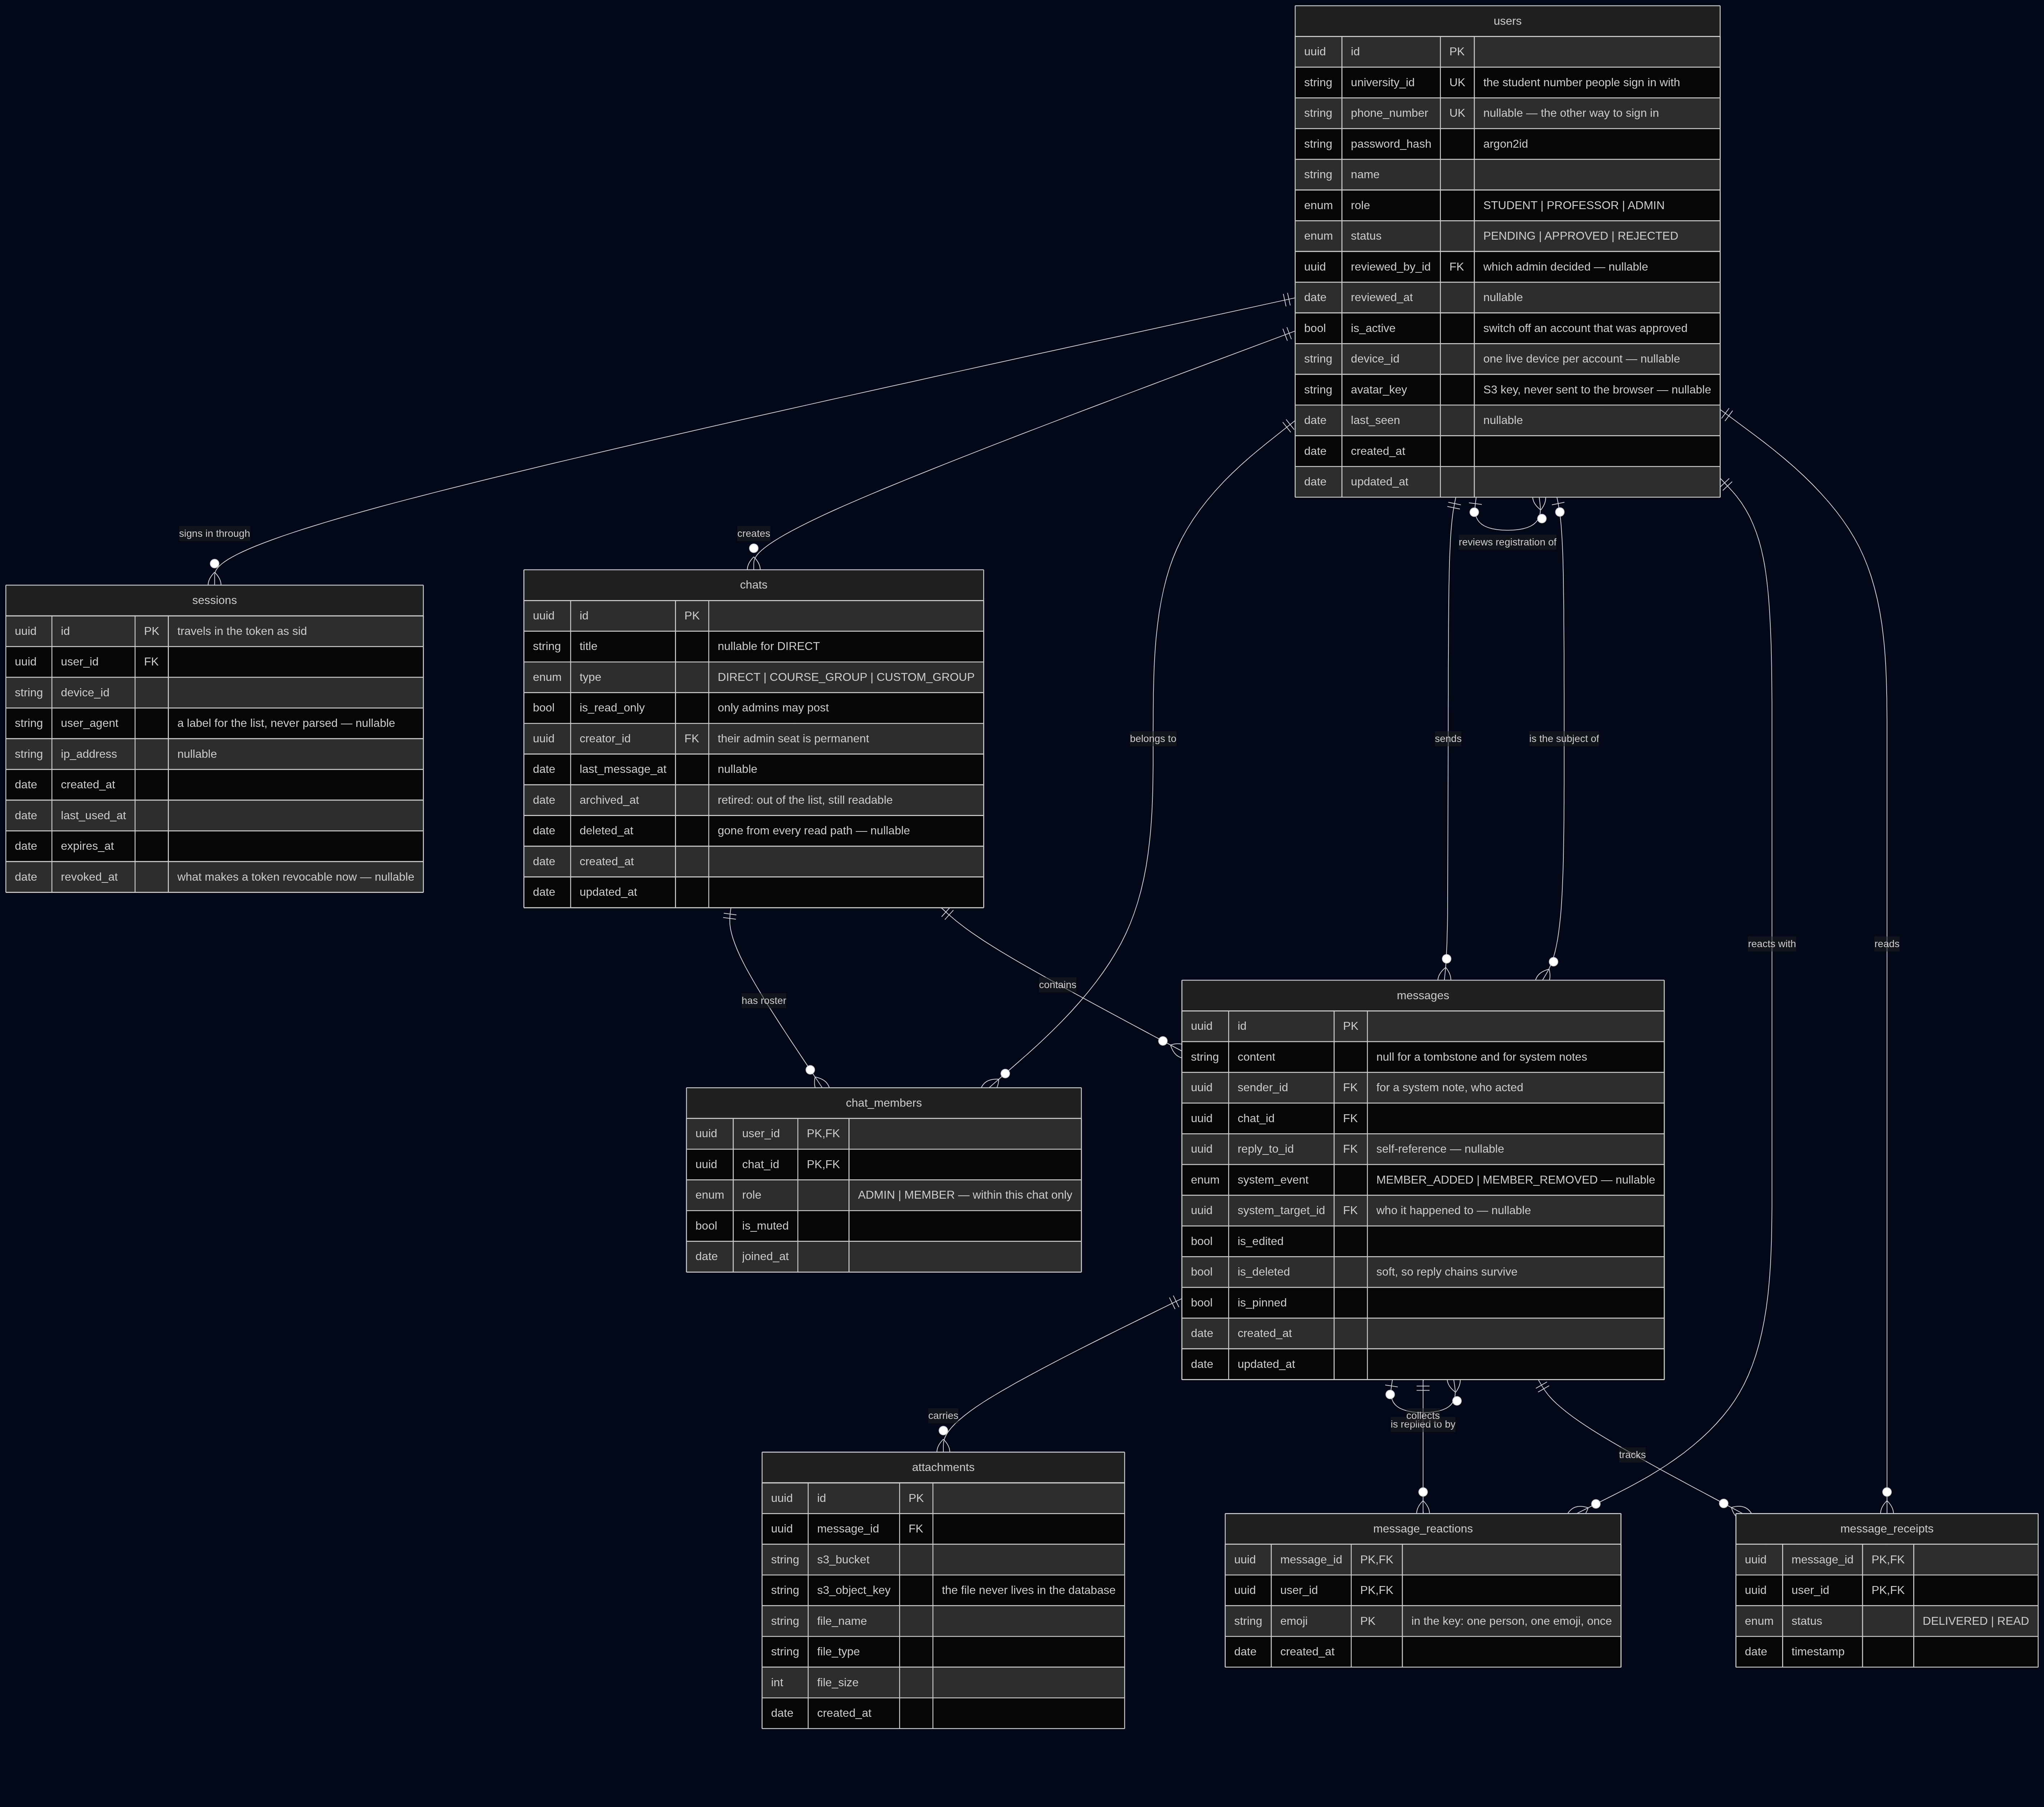 users
uuid id PK
string university_id UK the student number people sign in with
string phone_number UK nullable — the other way to sign in
string password_hash argon2id
string name
enum role STUDENT | PROFESSOR | ADMIN
enum status PENDING | APPROVED | REJECTED
uuid reviewed_by_id FK which admin decided — nullable
date reviewed_at nullable
bool is_active switch off an account that was approved
string device_id one live device per account — nullable
string avatar_key S3 key, never sent to the browser — nullable
date last_seen nullable
date created_at
date updated_at
signs in through
creates
reviews registration of
sessions
uuid id PK travels in the token as sid
uuid user_id FK
string device_id
string user_agent a label for the list, never parsed — nullable
string ip_address nullable
date created_at
date last_used_at
date expires_at
date revoked_at what makes a token revocable now — nullable
chats
uuid id PK
string title nullable for DIRECT
enum type DIRECT | COURSE_GROUP | CUSTOM_GROUP
bool is_read_only only admins may post
uuid creator_id FK their admin seat is permanent
date last_message_at nullable
date archived_at retired: out of the list, still readable
date deleted_at gone from every read path — nullable
date created_at
date updated_at
belongs to
sends
is the subject of
reacts with
reads
has roster
contains
messages
uuid id PK
string content null for a tombstone and for system notes
uuid sender_id FK for a system note, who acted
uuid chat_id FK
uuid reply_to_id FK self-reference — nullable
enum system_event MEMBER_ADDED | MEMBER_REMOVED — nullable
uuid system_target_id FK who it happened to — nullable
bool is_edited
bool is_deleted soft, so reply chains survive
bool is_pinned
date created_at
date updated_at
chat_members
uuid user_id PK,FK
uuid chat_id PK,FK
enum role ADMIN | MEMBER — within this chat only
bool is_muted
date joined_at
carries
collects
is replied to by
tracks
attachments
uuid id PK
uuid message_id FK
string s3_bucket
string s3_object_key the file never lives in the database
string file_name
string file_type
int file_size
date created_at
message_reactions
uuid message_id PK,FK
uuid user_id PK,FK
string emoji PK in the key: one person, one emoji, once
date created_at
message_receipts
uuid message_id PK,FK
uuid user_id PK,FK
enum status DELIVERED | READ
date timestamp